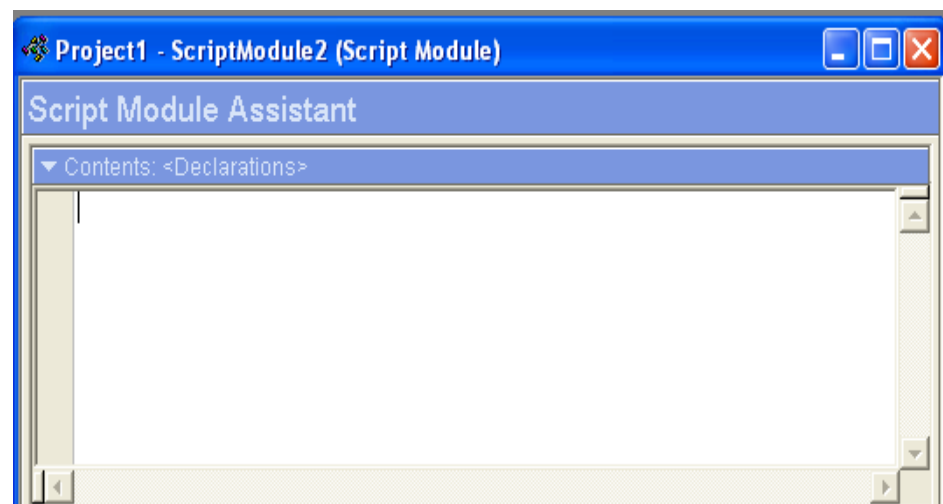 Project1 - ScriptModule2 (Script Module)
Script Module Assistant
Contents: <Declarations>